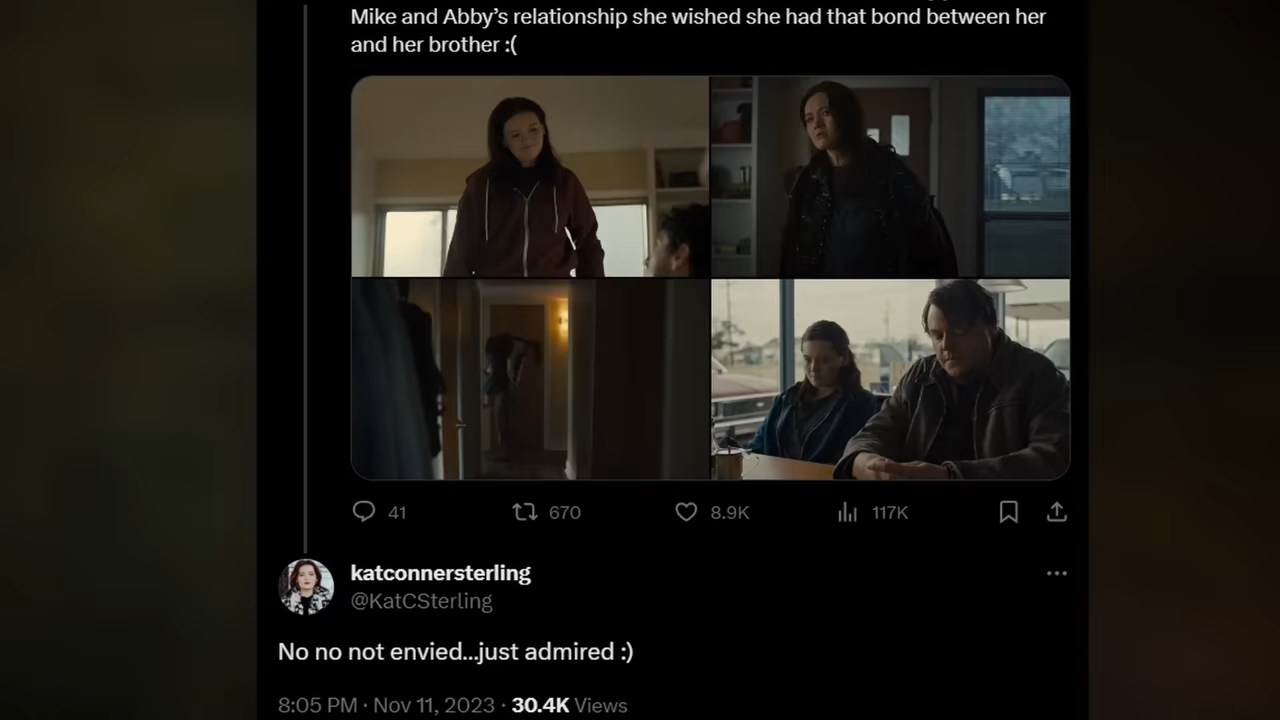 Mike and Abby’s relationship she wished she had that bond between her
and her brother :(
41
670
8.9K
117K
katconnersterling
@KatCSterling
No no not envied...just admired :)
8:05 PM · Nov 11, 2023 · 30.4K Views